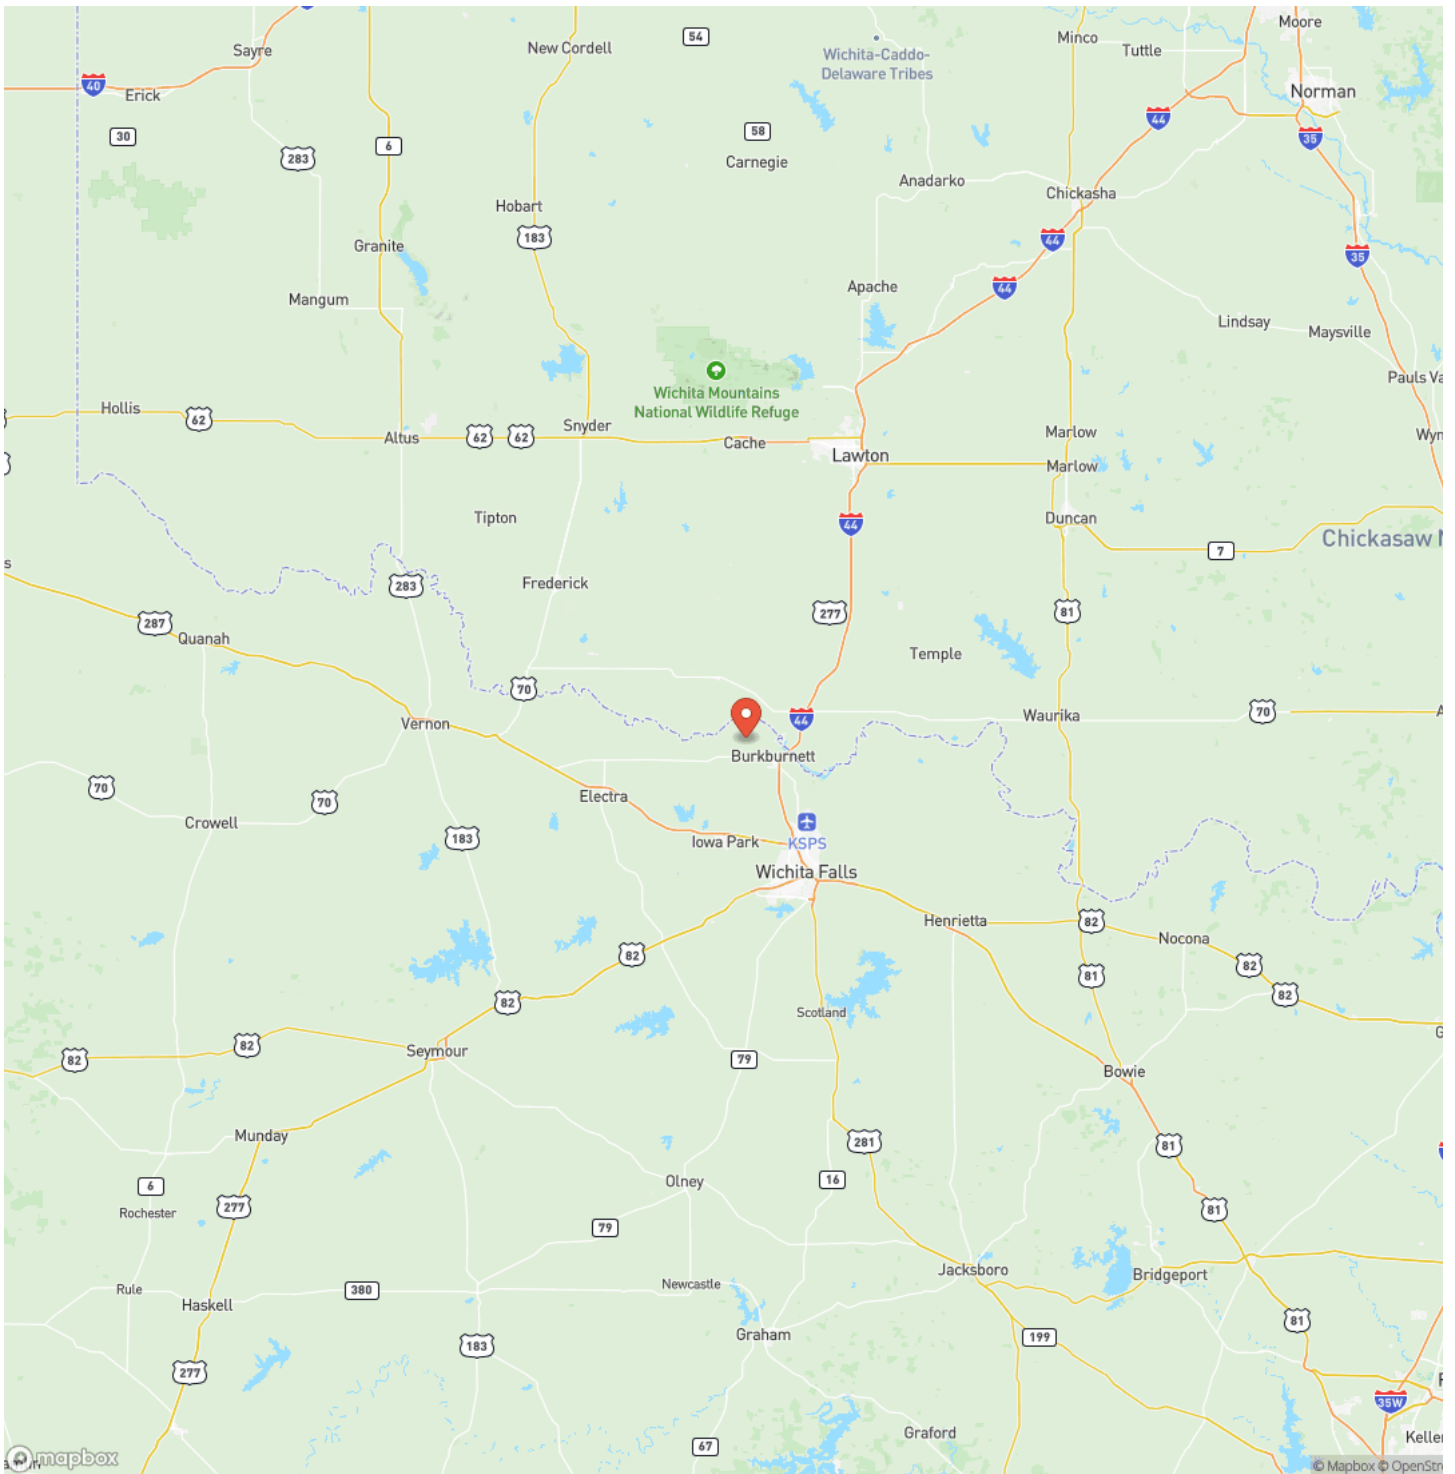 Moore
Sayre
New Cordell
54
Minco
Tuttle
Wichita-Caddo-
Delaware Tribes
40
Erick
Norman
44
30
58
35
6
283
Carnegie
Anadarko
Chickasha
Hobart
183
44
Granite
35
Apache
44
Mangum
Lindsay
Maysville
Wichita Mountains
National Wildlife Refuge
Pauls Va
Hollis
62
Snyder
Marlow
Altus
62
62
Cache
Wyn
Lawton
Marlow
Tipton
44
Duncan
Chickasaw N
7
s
Frederick
283
277
81
287
Quanah
Temple
70
Vernon
44
Waurika
70
A
Burkburnett
70
Electra
70
Crowell
183
Iowa Park
KSPS
Wichita Falls
Henrietta
82
Nocona
82
82
81
82
82
Scotland
G
82
82
Seymour
79
Bowie
Munday
281
81
6
Olney
16
277
Rochester
81
79
Jacksboro
Bridgeport
Rule
380
Newcastle
Haskell
81
Graham
199
183
277
35W
Graford
Keller
67
mapbox
© Mapbox © OpenStre